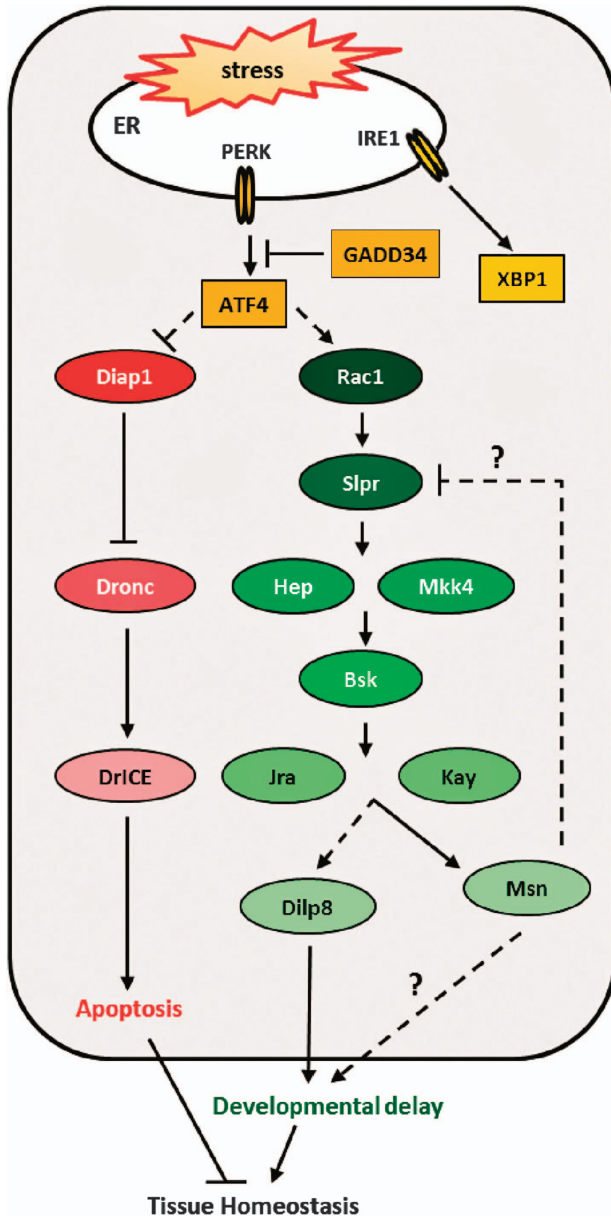 stress
ER
PERK
IRE1
GADD34
XBP1
ATF4
Diap1
Rac1
Slpr
?
Dronc
Hep
Mkk4
Bsk
DrICE
Jra
Kay
Dilp8
Msn
?
Apoptosis
Developmental delay
Tissue Homeostasis